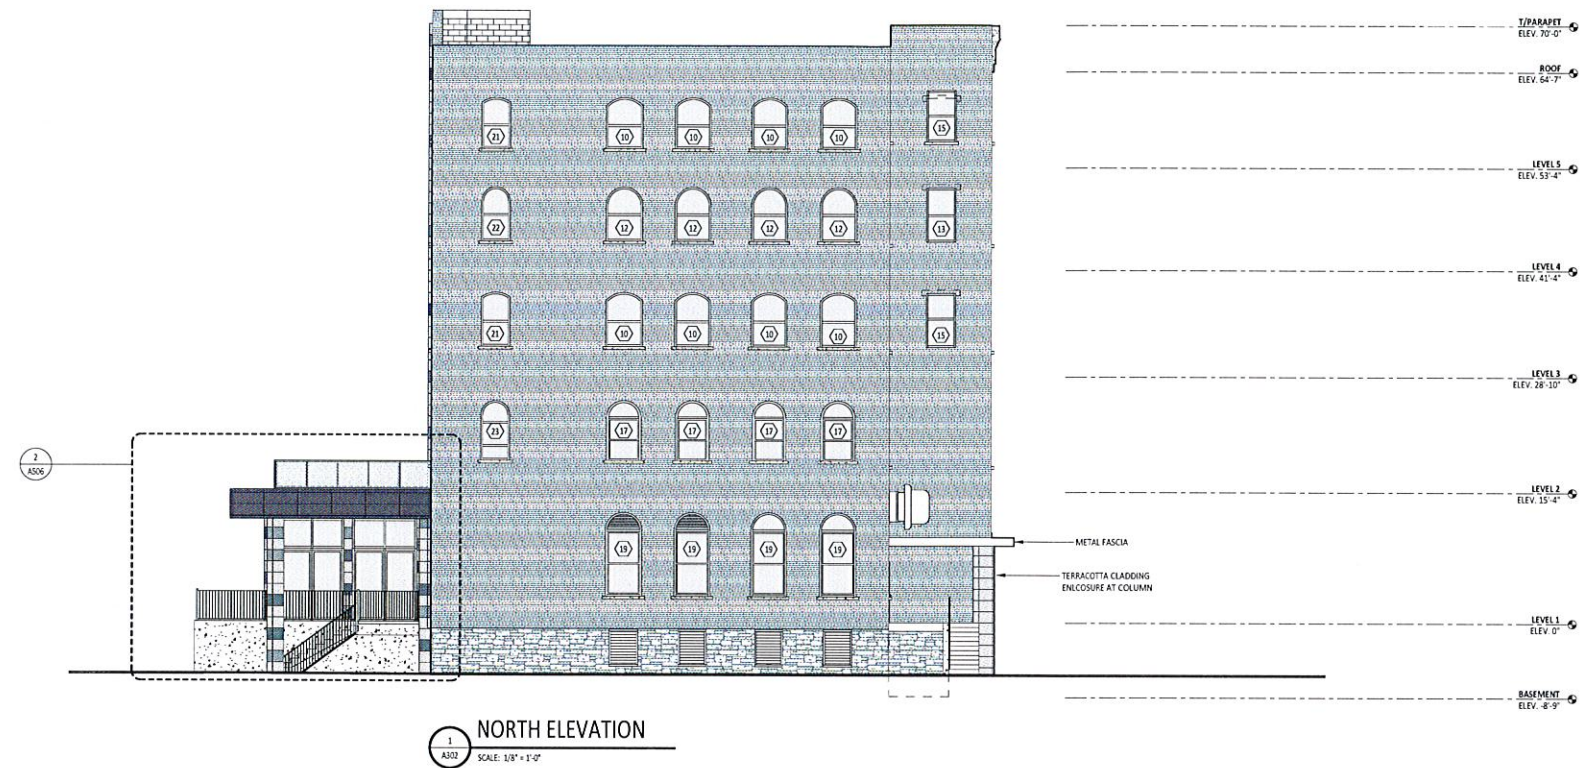 T/PARAPET
ELEV. 70'-0"
ROOF
ELEV. 64'-7"
21 10 10 10 10 15
LEVEL 5
ELEV. 53'-4"
22 12 12 12 12 13
LEVEL 4
ELEV. 41'-4"
21 10 10 10 10 15
LEVEL 3
ELEV. 28'-10"
23 17 17 17 17
2
A506
LEVEL 2
ELEV. 15'-4"
19 19 19 19
METAL FASCIA
TERRACOTTA CLADDING
ENLCOSURE AT COLUMN
LEVEL 1
ELEV. 0"
BASEMENT
ELEV. -8'-9"
1
A302
NORTH ELEVATION
SCALE: 1/8" = 1'-0"